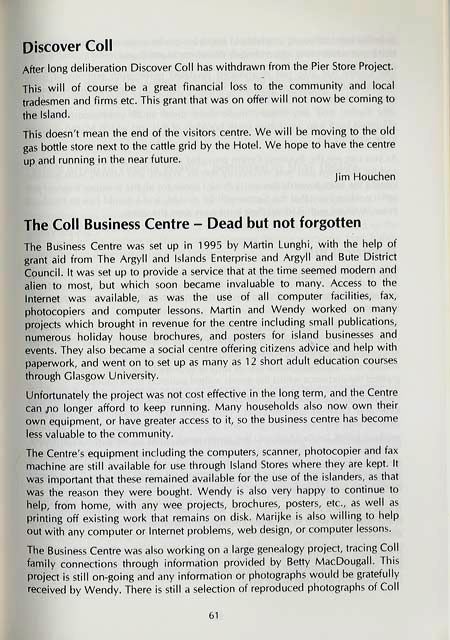 Discover Coll
After long deliberation Discover Coll has withdrawn from the Pier Store Project.
This will of course be a great financial loss to the community and local
tradesmen and firms etc. This grant that was on offer will not now be coming to
the Island.
This doesn't mean the end of the visitors centre. We will be moving to the old
gas bottle store next to the cattle grid by the Hotel. We hope to have the centre
up and running in the near future.
Jim Houchen
The Coll Business Centre – Dead but not forgotten
The Business Centre was set up in 1995 by Martin Lunghi, with the help of
grant aid from The Argyll and Islands Enterprise and Argyll and Bute District
Council. It was set up to provide a service that at the time seemed modern and
alien to most, but which soon became invaluable to many. Access to the
Internet was available, as was the use of all computer facilities, fax,
photocopiers and computer lessons. Martin and Wendy worked on many
projects which brought in revenue for the centre including small publications,
numerous holiday house brochures, and posters for island businesses and
events. They also became a social centre offering citizens advice and help with
paperwork, and went on to set up as many as 12 short adult education courses
through Glasgow University.
Unfortunately the project was not cost effective in the long term, and the Centre
can no longer afford to keep running. Many households also now own their
own equipment, or have greater access to it, so the business centre has become
less valuable to the community.
The Centre's equipment including the computers, scanner, photocopier and fax
machine are still available for use through Island Stores where they are kept. It
was important that these remained available for the use of the islanders, as that
was the reason they were bought. Wendy is also very happy to continue to
help, from home, with any wee projects, brochures, posters, etc., as well as
printing off existing work that remains on disk. Marijke is also willing to help
out with any computer or Internet problems, web design, or computer lessons.
The Business Centre was also working on a large genealogy project, tracing Coll
family connections through information provided by Betty MacDougall. This
project is still on-going and any information or photographs would be gratefully
received by Wendy. There is still a selection of reproduced photographs of Coll
61